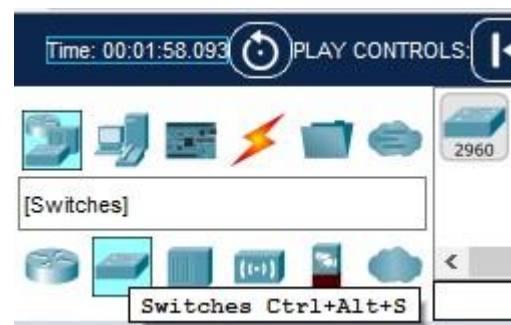 Time: 00:01:58.093 PLAY CONTROLS:
2960
[Switches]
Switches Ctrl+Alt+S